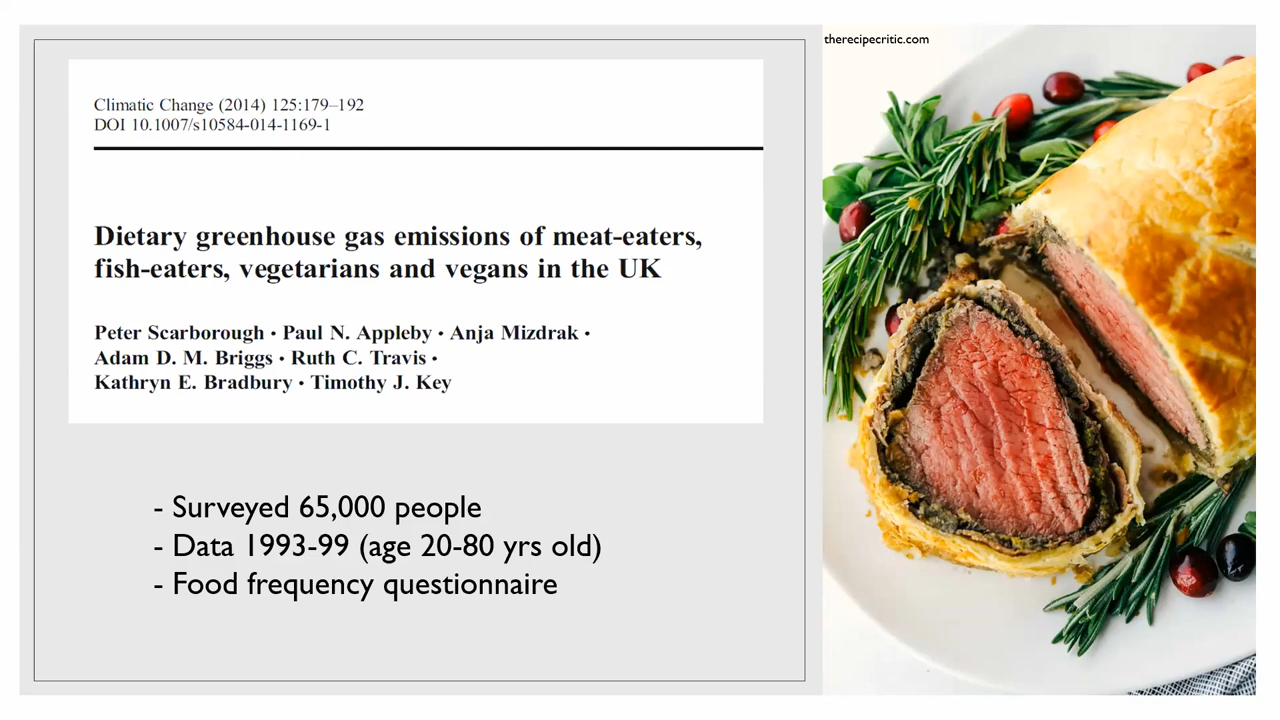 therecipecritic.com
Climatic Change (2014) 125:179–192
DOI 10.1007/s10584-014-1169-1
Dietary greenhouse gas emissions of meat-eaters,
fish-eaters, vegetarians and vegans in the UK
Peter Scarborough · Paul N. Appleby · Anja Mizdrak ·
Adam D. M. Briggs · Ruth C. Travis ·
Kathryn E. Bradbury · Timothy J. Key
- Surveyed 65,000 people
- Data 1993-99 (age 20-80 yrs old)
- Food frequency questionnaire